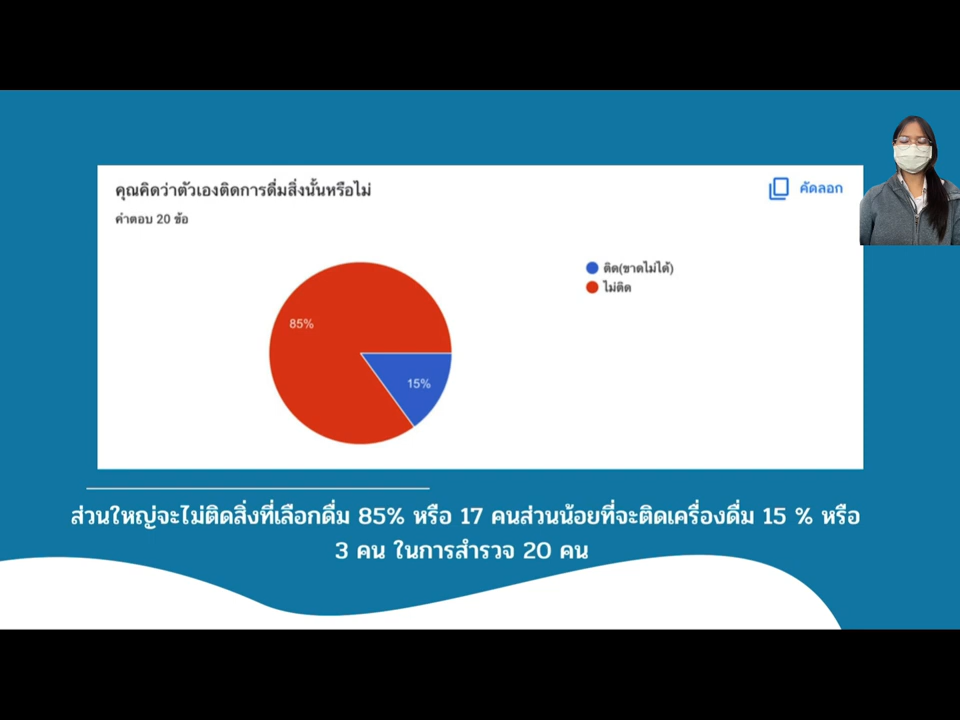 คุณคิดว่าตัวเองติดการดื่มสิ่งนั้นหรือไม่
คัดลอก
คำตอบ 20 ข้อ
ติด(ขาดไม่ได้)
ไม่ติด
85%
15%
ส่วนใหญ่จะไม่ติดสิ่งที่เลือกดื่ม 85% หรือ 17 คนส่วนน้อยที่จะติดเครื่องดื่ม 15 % หรือ
3 คน ในการสำรวจ 20 คน